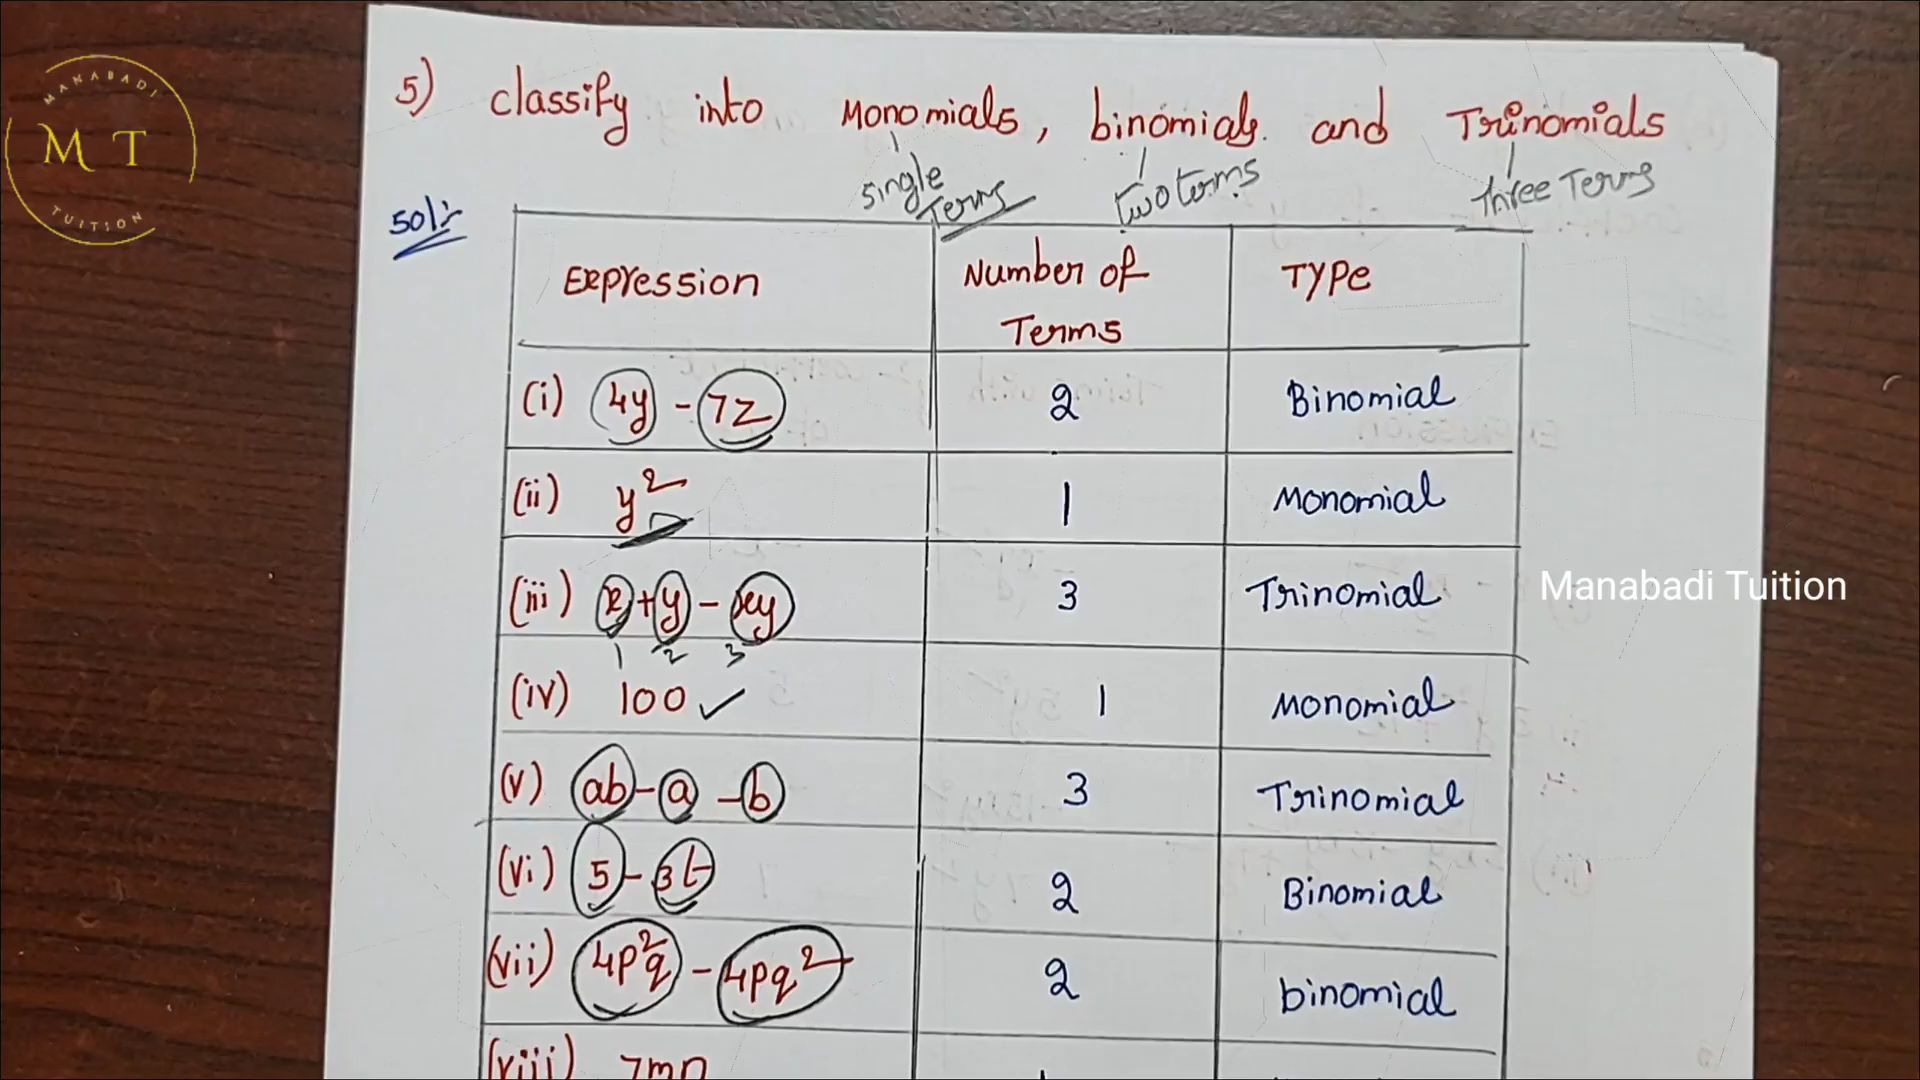 MANABADI
M T
TUITION
5) classify into Monomials, binomials. and Trinomials
single Terms two terms three Terms
Sol:-
Expression Number of Terms TYPe
(i) 4y - 7z 2 Binomial
(ii) y² 1 Monomial
(iii) x + y - xy 3 Trinomial
1 2 3
(iv) 100 ✓ 1 Monomial
(v) ab - a - b 3 Trinomial
(vi) 5 - 3t 2 Binomial
(vii) 4p²q - 4pq² 2 binomial
(viii) 7mn
Manabadi Tuition